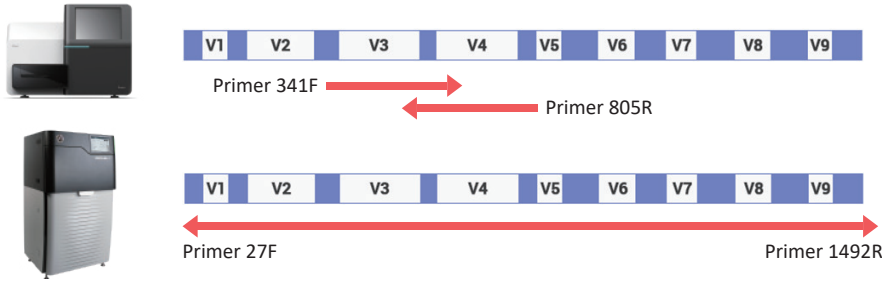 V1 V2 V3 V4 V5 V6 V7 V8 V9
Primer 341F
Primer 805R
V1 V2 V3 V4 V5 V6 V7 V8 V9
Primer 27F
Primer 1492R